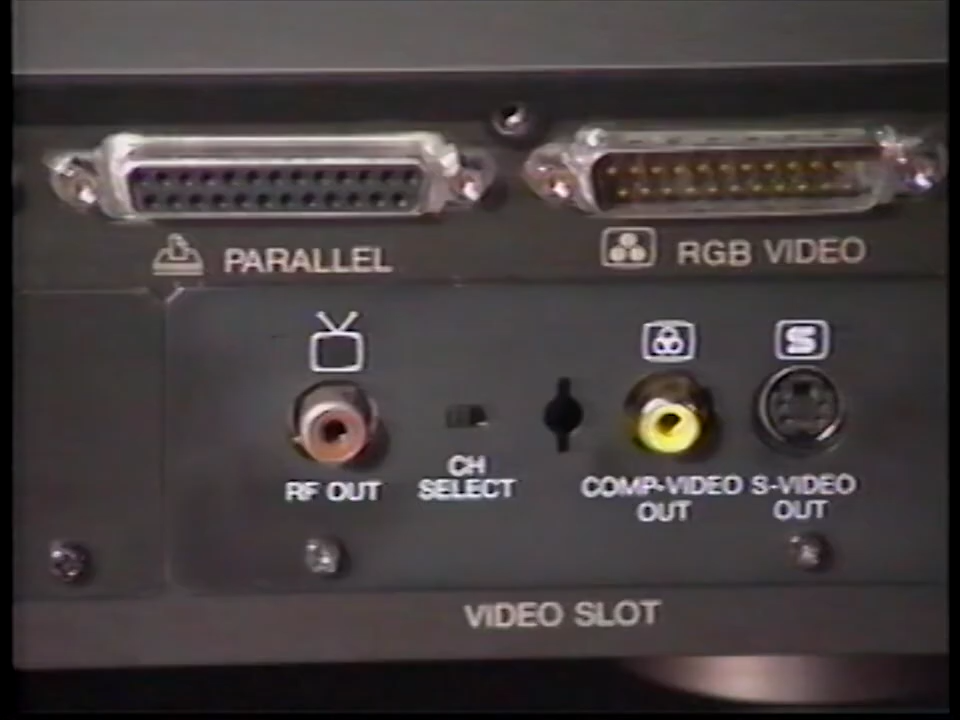 PARALLEL
RGB VIDEO
S
RF OUT
CH
SELECT
COMP-VIDEO
OUT
S-VIDEO
OUT
VIDEO SLOT